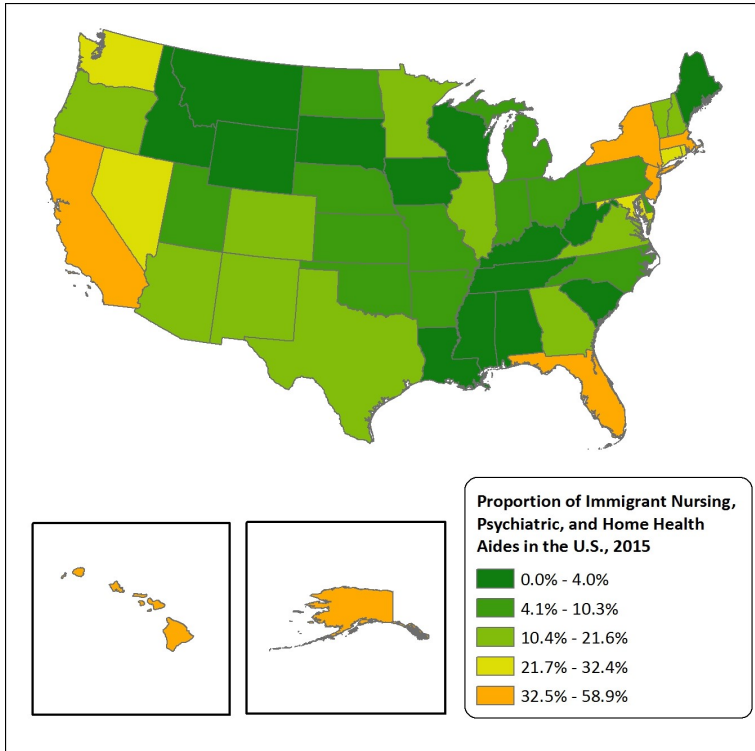 Proportion of Immigrant Nursing,
Psychiatric, and Home Health
Aides in the U.S., 2015
0.0% - 4.0%
4.1% - 10.3%
10.4% - 21.6%
21.7% - 32.4%
32.5% - 58.9%